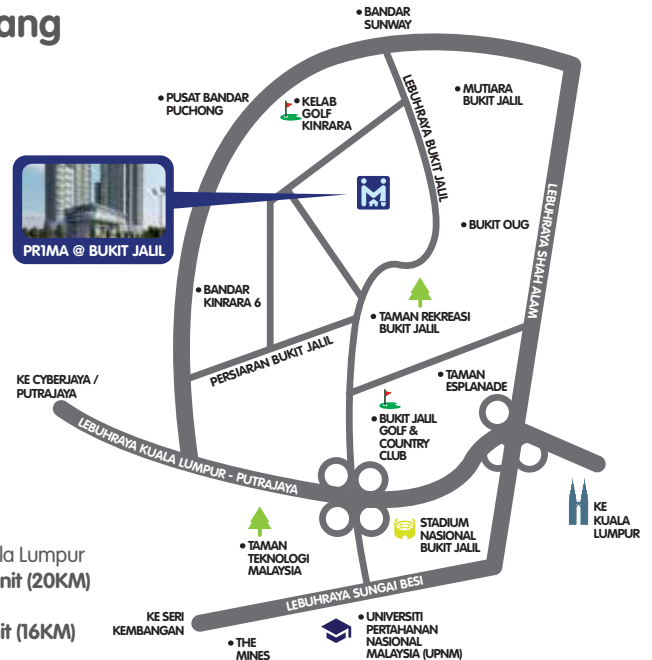 ang
BANDAR
SUNWAY
PUSAT BANDAR
PUCHONG
KELAB
GOLF
KINRARA
LEBUHRAYA BUKIT JALIL
MUTIARA
BUKIT JALIL
PR1MA @ BUKIT JALIL
BUKIT OUG
LEBUHRAYA SHAH ALAM
BANDAR
KINRARA 6
TAMAN REKREASI
BUKIT JALIL
PERSIARAN BUKIT JALIL
TAMAN
ESPLANADE
KE CYBERJAYA /
PUTRAJAYA
BUKIT JALIL
GOLF &
COUNTRY
CLUB
LEBUHRAYA KUALA LUMPUR - PUTRAJAYA
KE
KUALA
LUMPUR
STADIUM
NASIONAL
BUKIT JALIL
TAMAN
TEKNOLOGI
MALAYSIA
la Lumpur
nit (20KM)
it (16KM)
LEBUHRAYA SUNGAI BESI
KE SERI
KEMBANGAN
THE
MINES
UNIVERSITI
PERTAHANAN
NASIONAL
MALAYSIA (UPNM)